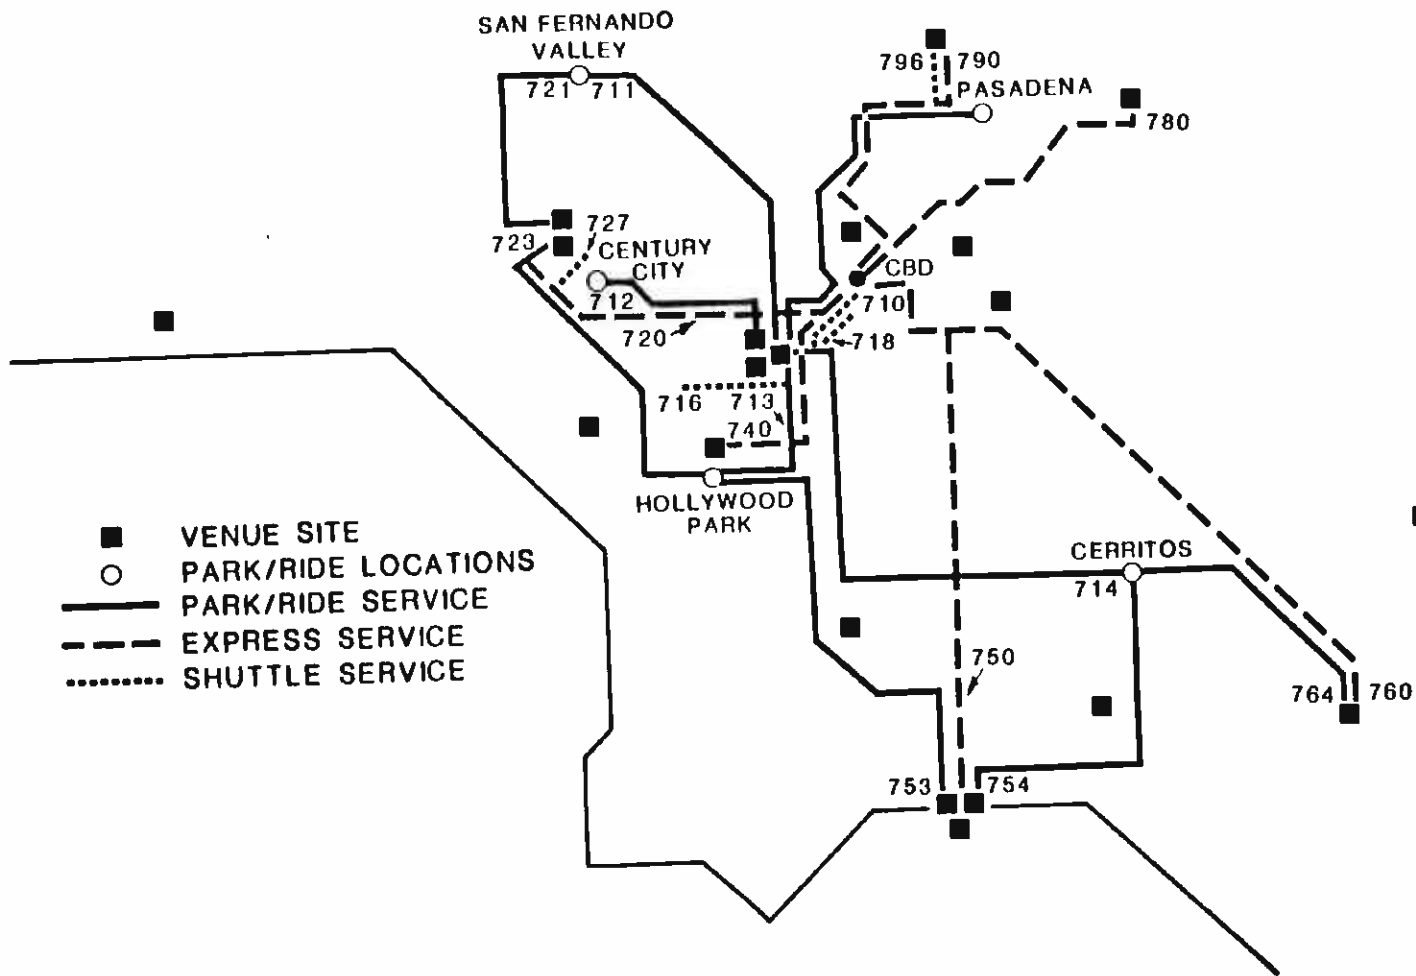 SAN FERNANDO
VALLEY
721 711
796 790
PASADENA
780
727
723
CENTURY
CITY
CBD
712
710
720
718
716 713
740
HOLLYWOOD
PARK
VENUE SITE
PARK/RIDE LOCATIONS
PARK/RIDE SERVICE
EXPRESS SERVICE
SHUTTLE SERVICE
CERRITOS
714
750
764 760
753 754